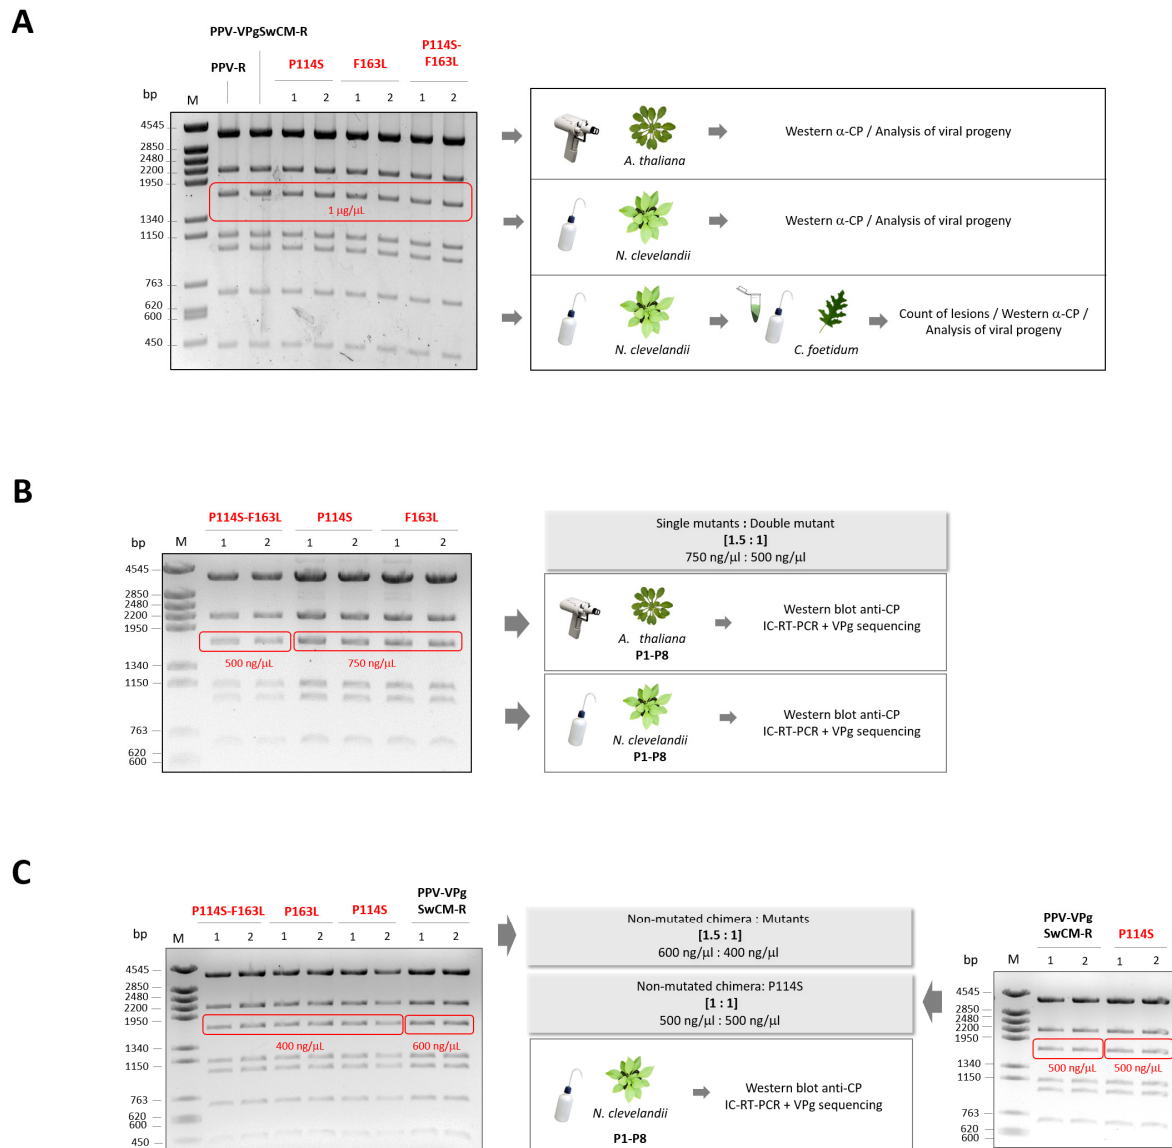 A
PPV-VPgSwCM-R
PPV-R
P114S
F163L
P114S-
F163L
bp
M
1 2 1 2 1 2
4545
2850
2480
2200
1950
1340
1150
763
620
600
450
1 µg/µL
A. thaliana
Western α-CP / Analysis of viral progeny
N. clevelandii
Western α-CP / Analysis of viral progeny
N. clevelandii
C. foetidum
Count of lesions / Western α-CP /
Analysis of viral progeny
B
P114S-F163L P114S F163L
bp
M
1 2 1 2 1 2
4545
2850
2480
2200
1950
1340
1150
763
620
600
500 ng/µL
750 ng/µL
Single mutants : Double mutant
[1.5 : 1]
750 ng/µl : 500 ng/µl
A. thaliana
P1-P8
Western blot anti-CP
IC-RT-PCR + VPg sequencing
N. clevelandii
P1-P8
Western blot anti-CP
IC-RT-PCR + VPg sequencing
C
P114S-F163L P163L P114S
PPV-VPg
SwCM-R
bp
M
1 2 1 2 1 2 1 2
4545
2850
2480
2200
1950
1340
1150
763
620
600
450
400 ng/µL
600 ng/µL
Non-mutated chimera : Mutants
[1.5 : 1]
600 ng/µl : 400 ng/µl
Non-mutated chimera: P114S
[1 : 1]
500 ng/µl : 500 ng/µl
N. clevelandii
P1-P8
Western blot anti-CP
IC-RT-PCR + VPg sequencing
PPV-VPg
SwCM-R
P114S
bp
M
1 2 1 2
4545
2850
2480
2200
1950
1340
1150
763
620
600
500 ng/µL
500 ng/µL